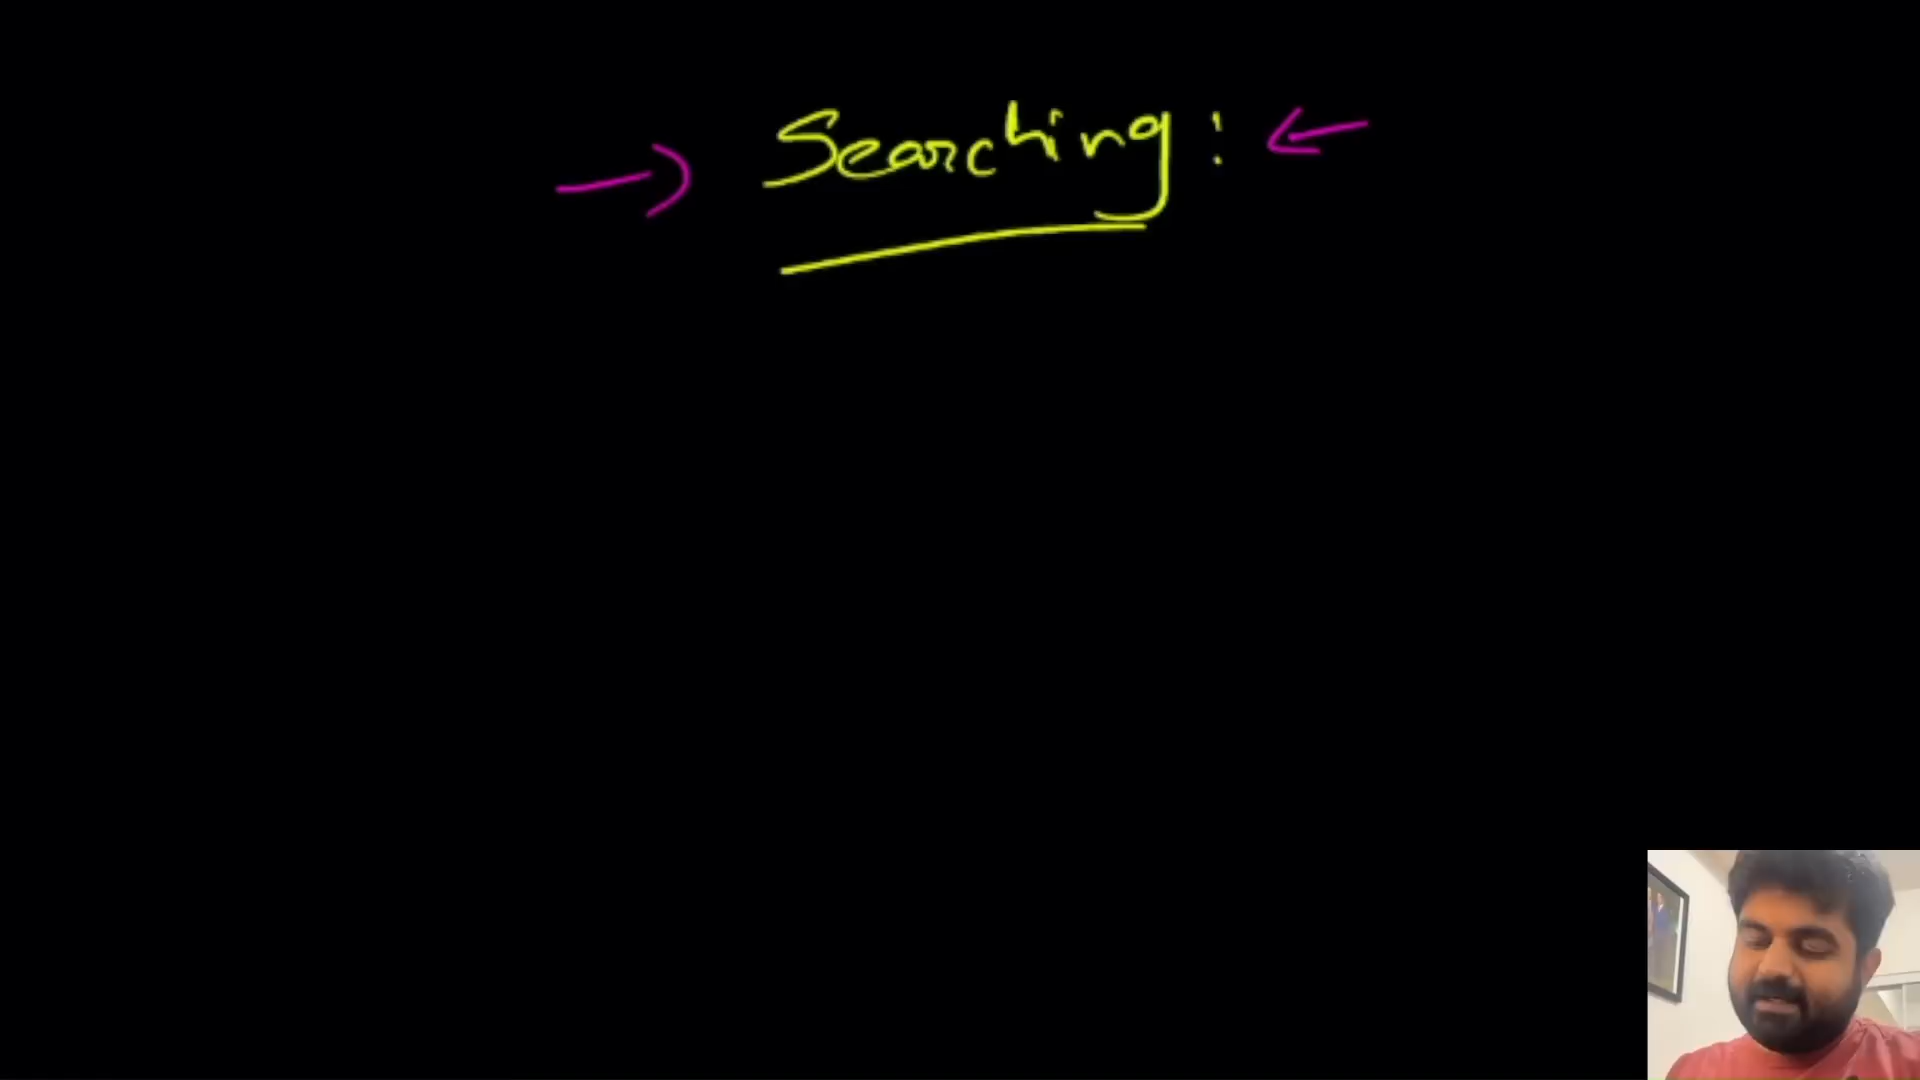 → Searching : ←